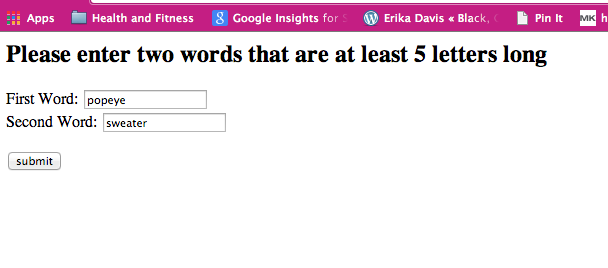 Apps Health and Fitness Google Insights for S Erika Davis « Black, Pin It MK h
Please enter two words that are at least 5 letters long
First Word: popeye
Second Word: sweater
submit